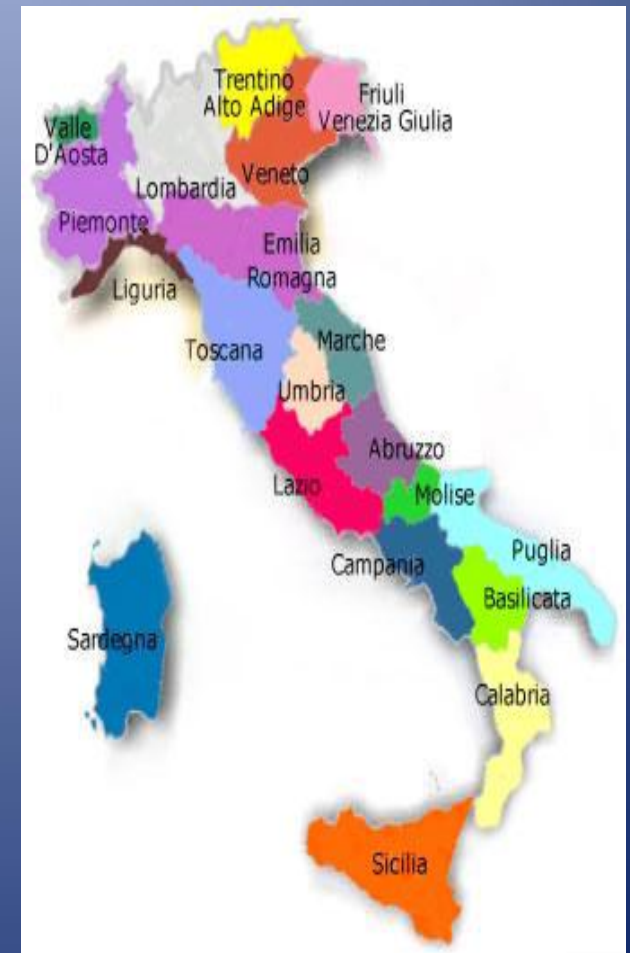 Trentino
Alto Adige
Friuli
Venezia Giulia
Valle
D'Aosta
Veneto
Lombardia
Piemonte
Emilia
Romagna
Liguria
Marche
Toscana
Umbria
Abruzzo
Lazio
Molise
Puglia
Campania
Basilicata
Sardegna
Calabria
Sicilia